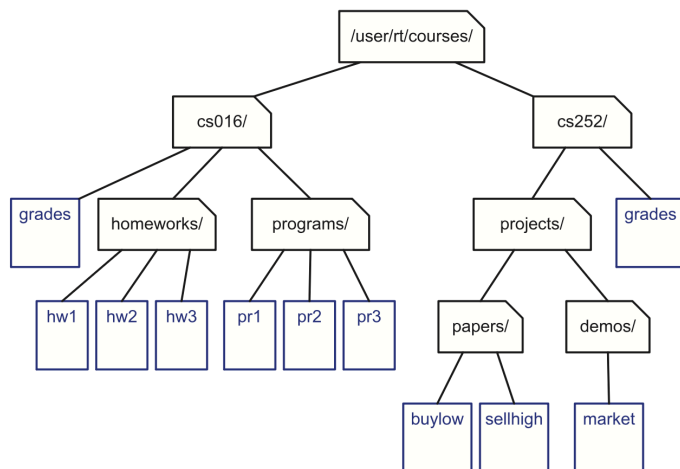 /user/rt/courses/
cs016/
cs252/
grades
homeworks/
programs/
projects/
grades
hw1
hw2
hw3
pr1
pr2
pr3
papers/
demos/
buylow
sellhigh
market